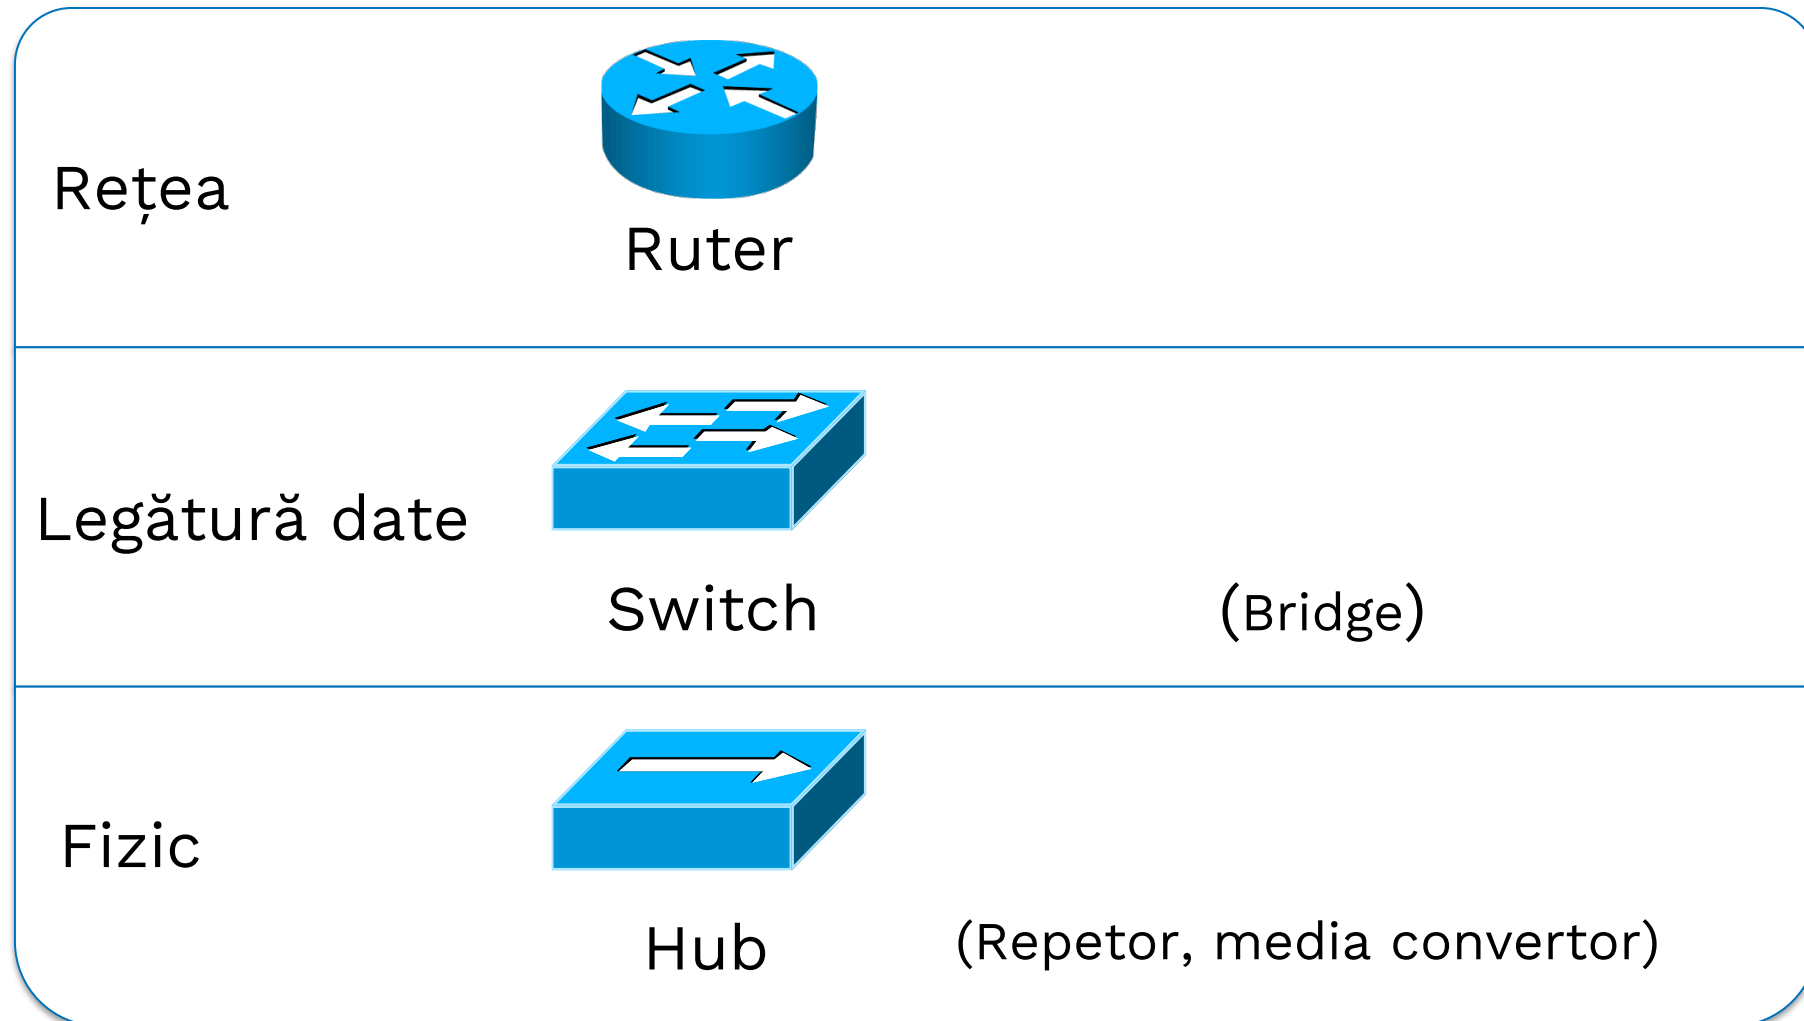 Rețea
Ruter
Legătură date
Switch
(Bridge)
Fizic
Hub
(Repetor, media convertor)